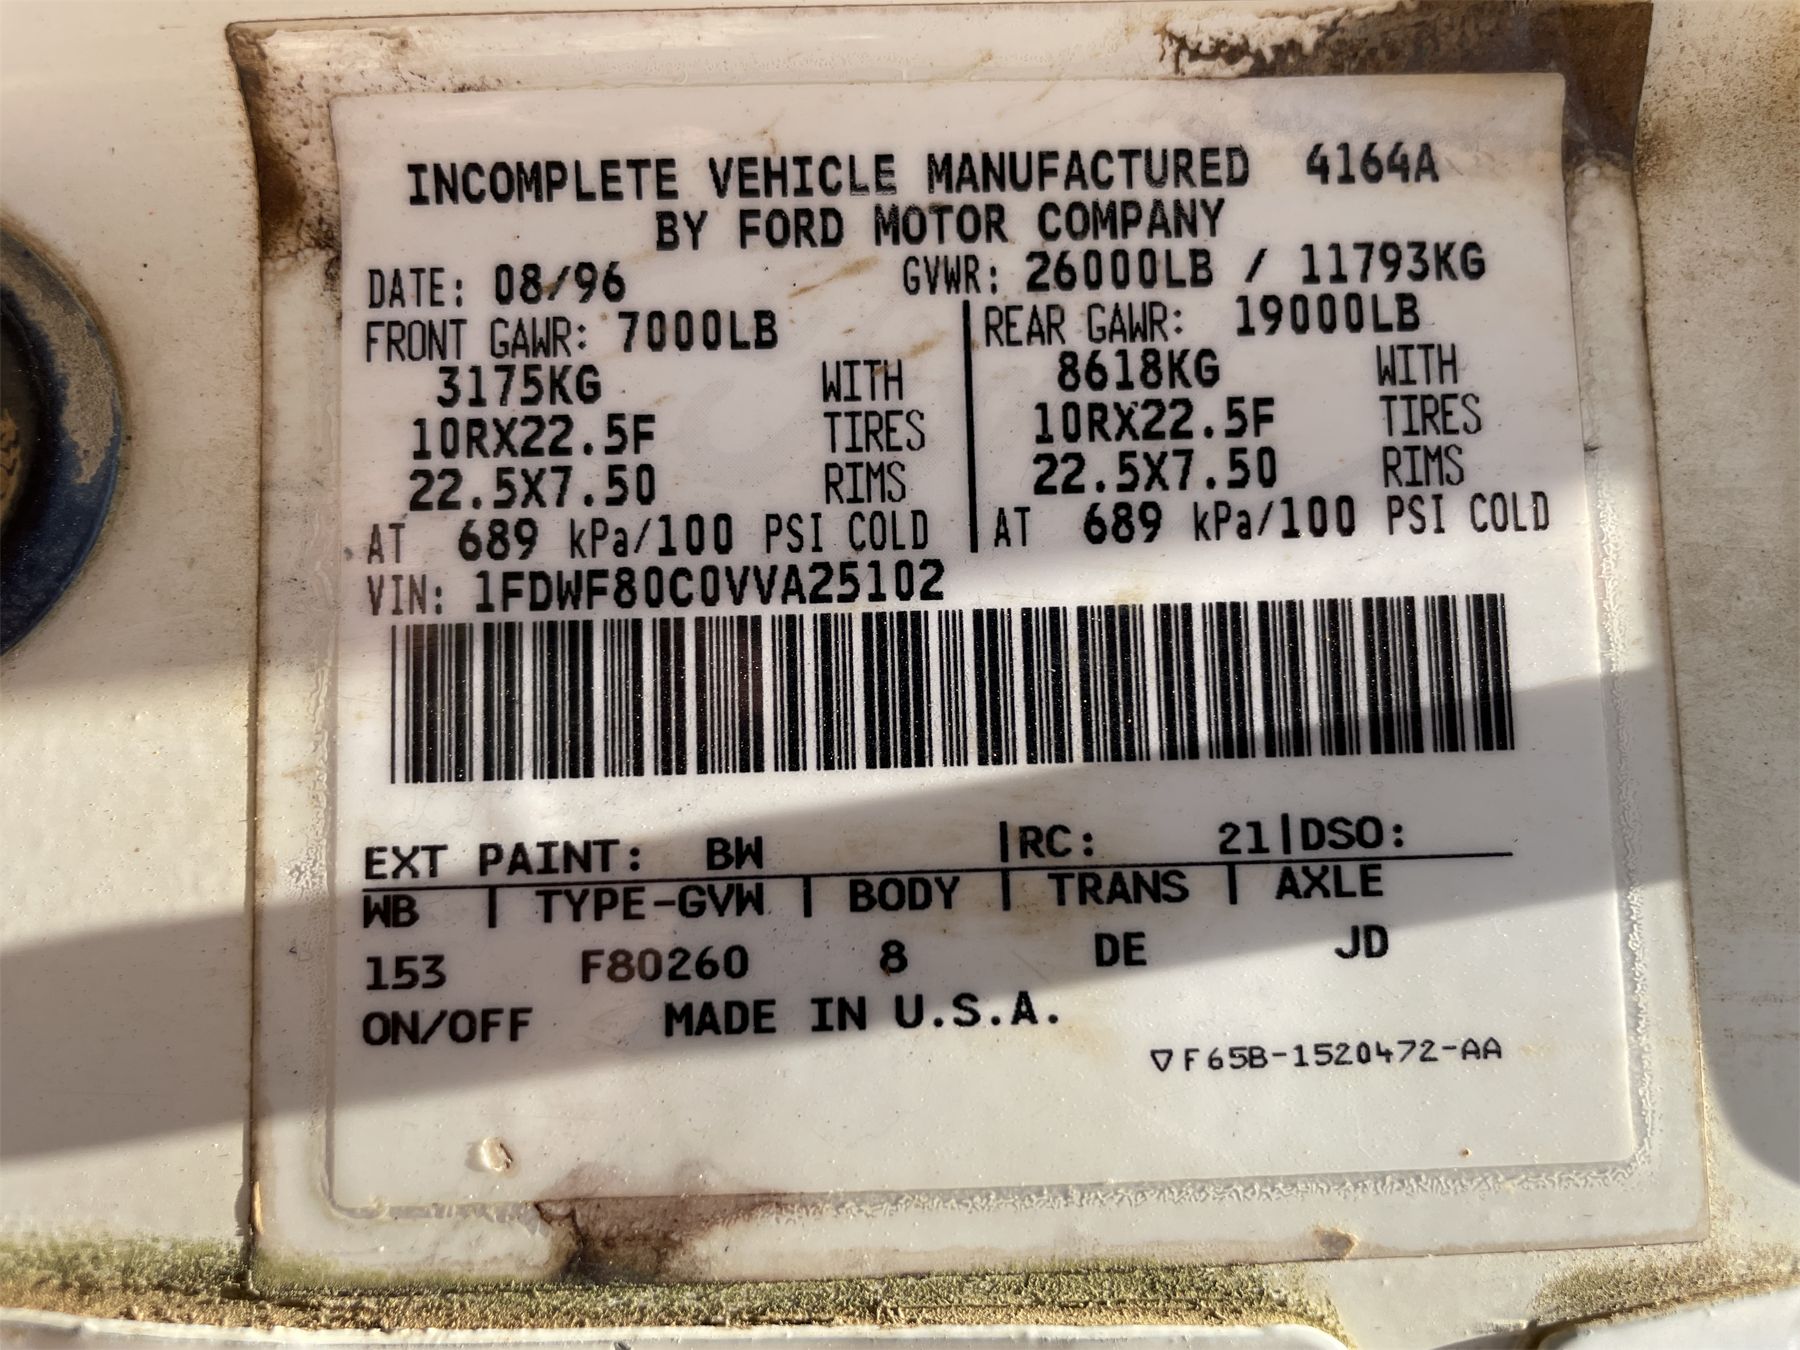 INCOMPLETE VEHICLE MANUFACTURED 4164A
BY FORD MOTOR COMPANY
DATE: 08/96 GVWR: 26000LB / 11793KG
FRONT GAWR: 7000LB REAR GAWR: 19000LB
3175KG WITH 8618KG WITH
10RX22.5F TIRES 10RX22.5F TIRES
22.5X7.50 RIMS 22.5X7.50 RIMS
AT 689 kPa/100 PSI COLD AT 689 kPa/100 PSI COLD
VIN: 1FDWF80C0VVA25102
EXT PAINT: BW |RC: 21|DSO:
WB | TYPE-GVW | BODY | TRANS | AXLE
153 F80260 8 DE JD
ON/OFF MADE IN U.S.A.
▽F65B-1520472-AA